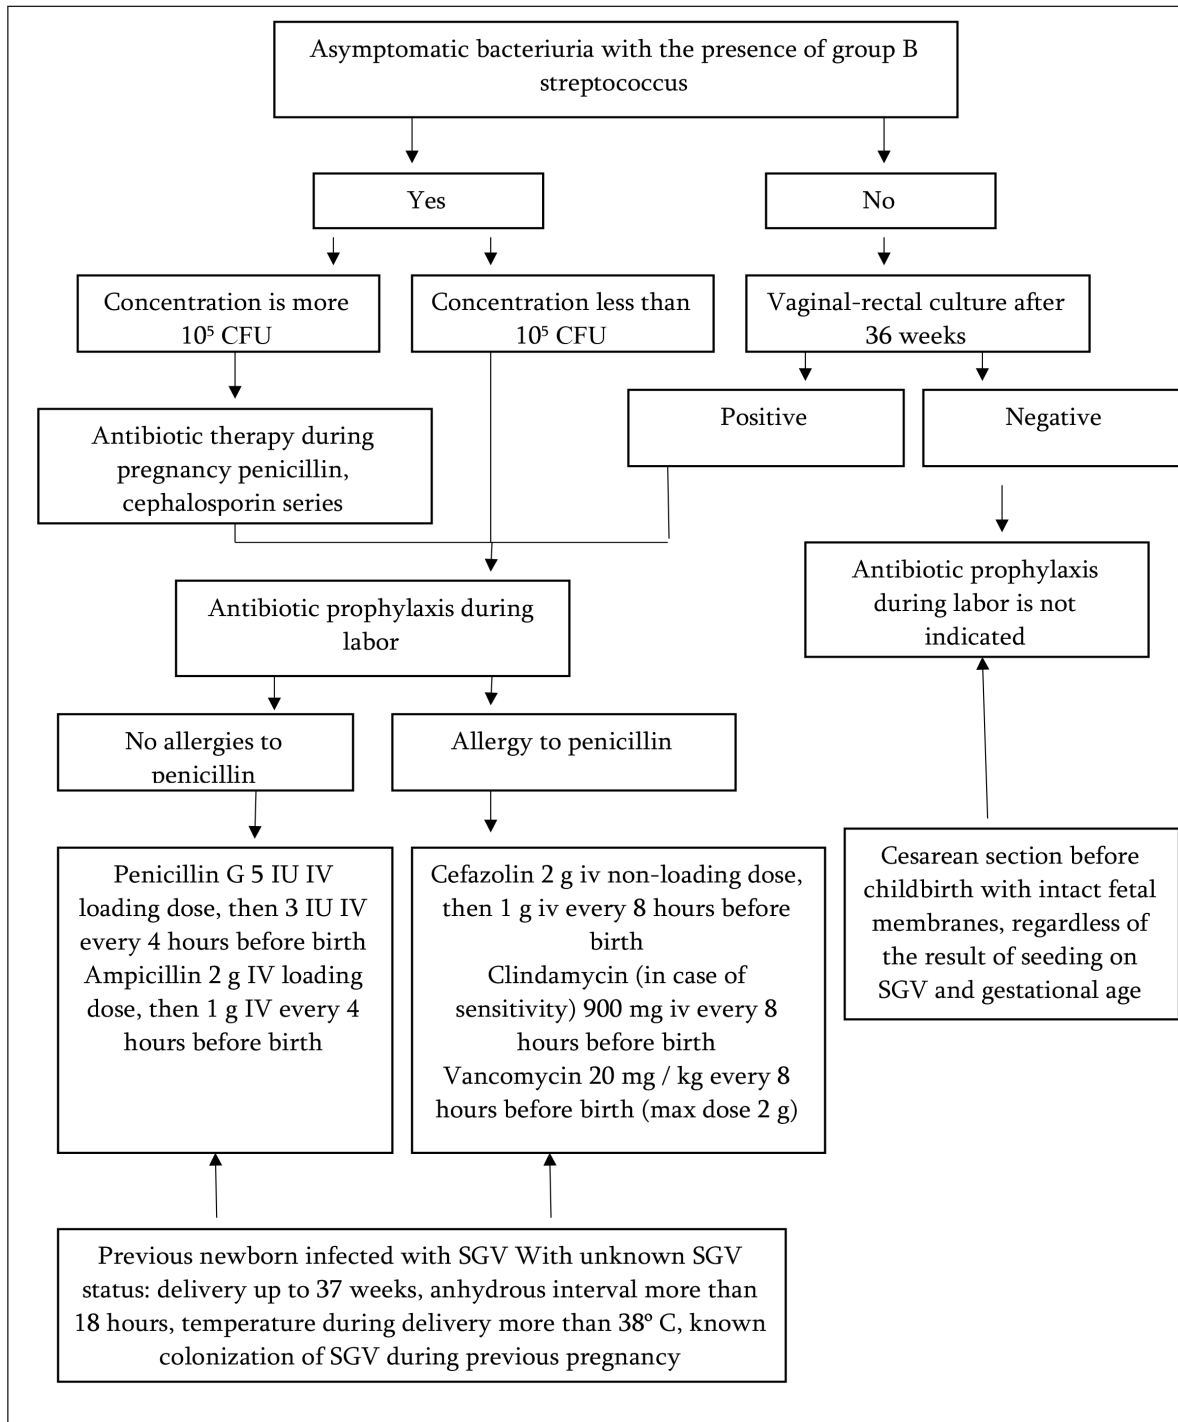 Asymptomatic bacteriuria with the presence of group B
streptococcus
Yes
No
Concentration is more
10⁵ CFU
Concentration less than
10⁵ CFU
Vaginal-rectal culture after
36 weeks
Positive
Negative
Antibiotic therapy during
pregnancy penicillin,
cephalosporin series
Antibiotic prophylaxis
during labor is not
indicated
Antibiotic prophylaxis during
labor
No allergies to
penicillin
Allergy to penicillin
Penicillin G 5 IU IV
loading dose, then 3 IU IV
every 4 hours before birth
Ampicillin 2 g IV loading
dose, then 1 g IV every 4
hours before birth
Cefazolin 2 g iv non-loading dose,
then 1 g iv every 8 hours before
birth
Clindamycin (in case of
sensitivity) 900 mg iv every 8
hours before birth
Vancomycin 20 mg / kg every 8
hours before birth (max dose 2 g)
Cesarean section before
childbirth with intact fetal
membranes, regardless of
the result of seeding on
SGV and gestational age
Previous newborn infected with SGV With unknown SGV
status: delivery up to 37 weeks, anhydrous interval more than
18 hours, temperature during delivery more than 38º C, known
colonization of SGV during previous pregnancy